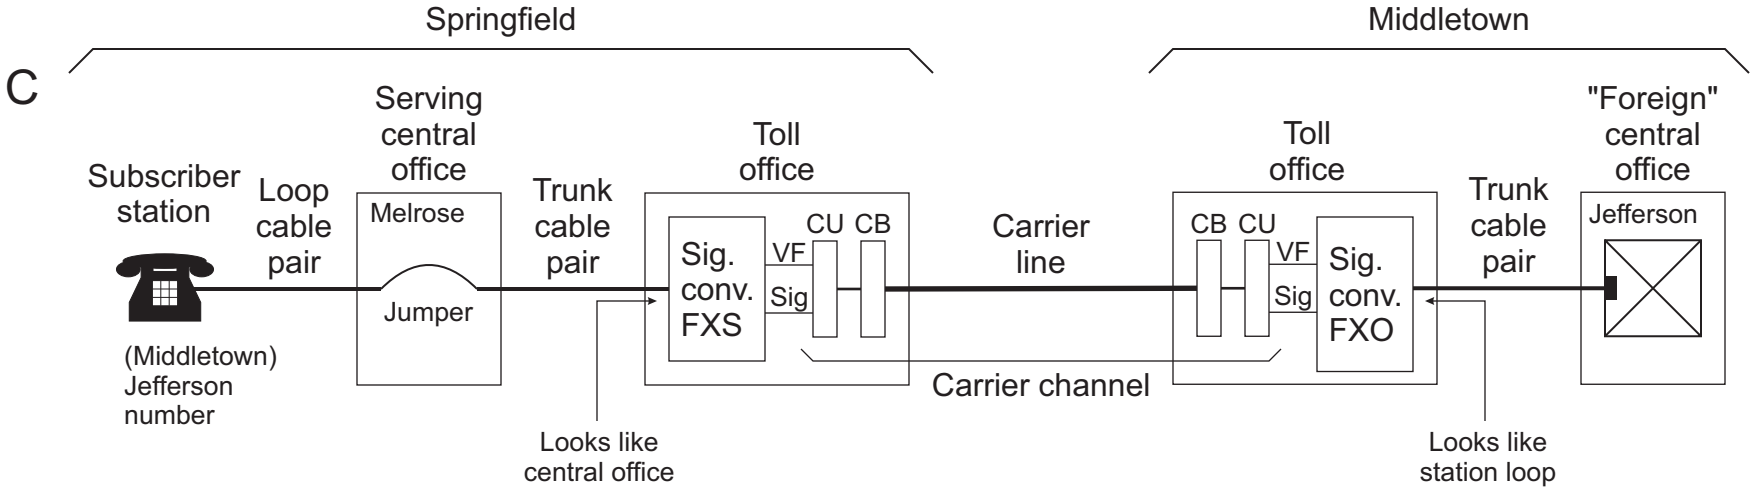 Springfield
Middletown
C
Subscriber
station
Loop
cable
pair
Serving
central
office
Melrose
Jumper
Trunk
cable
pair
Toll
office
Sig.
conv.
FXS
VF
Sig
CU
CB
Carrier
line
Toll
office
CB
CU
VF
Sig
Sig.
conv.
FXO
Trunk
cable
pair
"Foreign"
central
office
Jefferson
(Middletown)
Jefferson
number
Looks like
central office
Carrier channel
Looks like
station loop